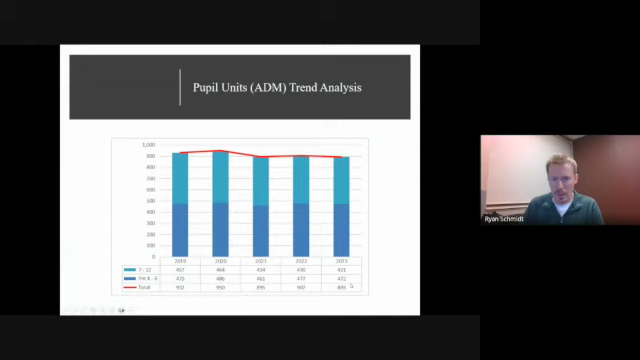 Pupil Units (ADM) Trend Analysis
1,000
900
800
700
600
500
400
300
200
100
0
2019 2020 2021 2022 2023
7 - 12 457 464 434 430 421
Pre K - 6 475 486 461 477 472
Total 932 950 895 907 893
Ryan Schmidt